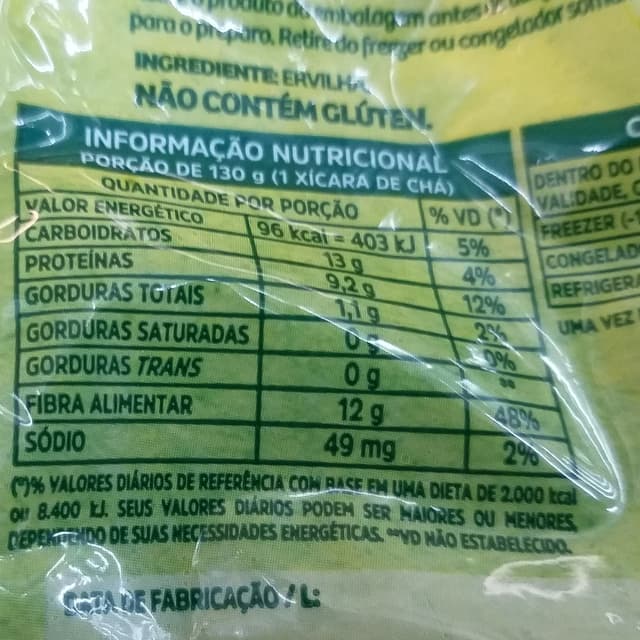 produto da embalagem antes
para o preparo. Retire do freezer ou congelador
INGREDIENTE: ERVILHA.
NÃO CONTÉM GLÚTEN.
INFORMAÇÃO NUTRICIONAL
PORÇÃO DE 130 g (1 XÍCARA DE CHÁ)
QUANTIDADE POR PORÇÃO % VD (*)
VALOR ENERGÉTICO 96 kcal = 403 kJ 5%
CARBOIDRATOS 13 g 4%
PROTEÍNAS 9,2 g 12%
GORDURAS TOTAIS 1,1 g 2%
GORDURAS SATURADAS 0 g 0%
GORDURAS TRANS 0 g **
FIBRA ALIMENTAR 12 g 48%
SÓDIO 49 mg 2%
(*)% VALORES DIÁRIOS DE REFERÊNCIA COM BASE EM UMA DIETA DE 2.000 kcal
OU 8.400 kJ. SEUS VALORES DIÁRIOS PODEM SER MAIORES OU MENORES,
DEPENDENDO DE SUAS NECESSIDADES ENERGÉTICAS. **VD NÃO ESTABELECIDO.
DATA DE FABRICAÇÃO / L:
DENTRO DO
VALIDADE, C
FREEZER (-
CONGELAD
REFRIGERA
UMA VEZ